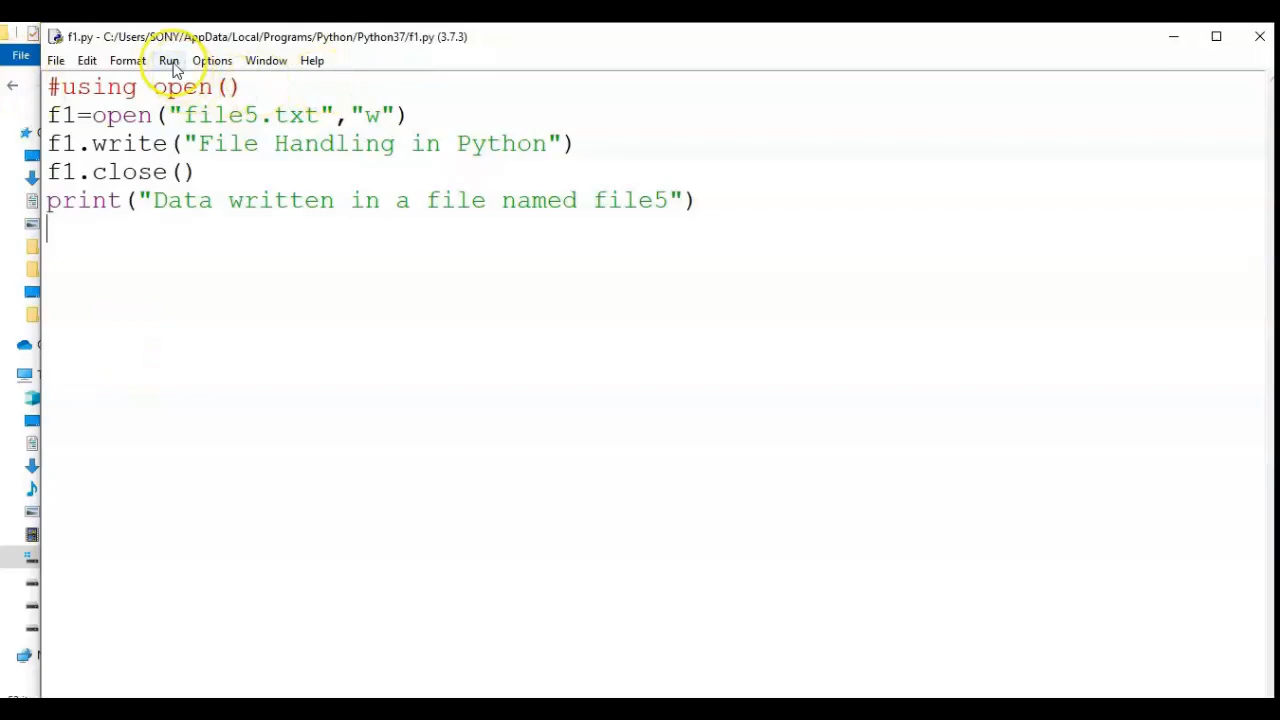 File
f1.py - C:/Users/SONY/AppData/Local/Programs/Python/Python37/f1.py (3.7.3)
File Edit Format Run Options Window Help
#using open()
f1=open("file5.txt","w")
f1.write("File Handling in Python")
f1.close()
print("Data written in a file named file5")